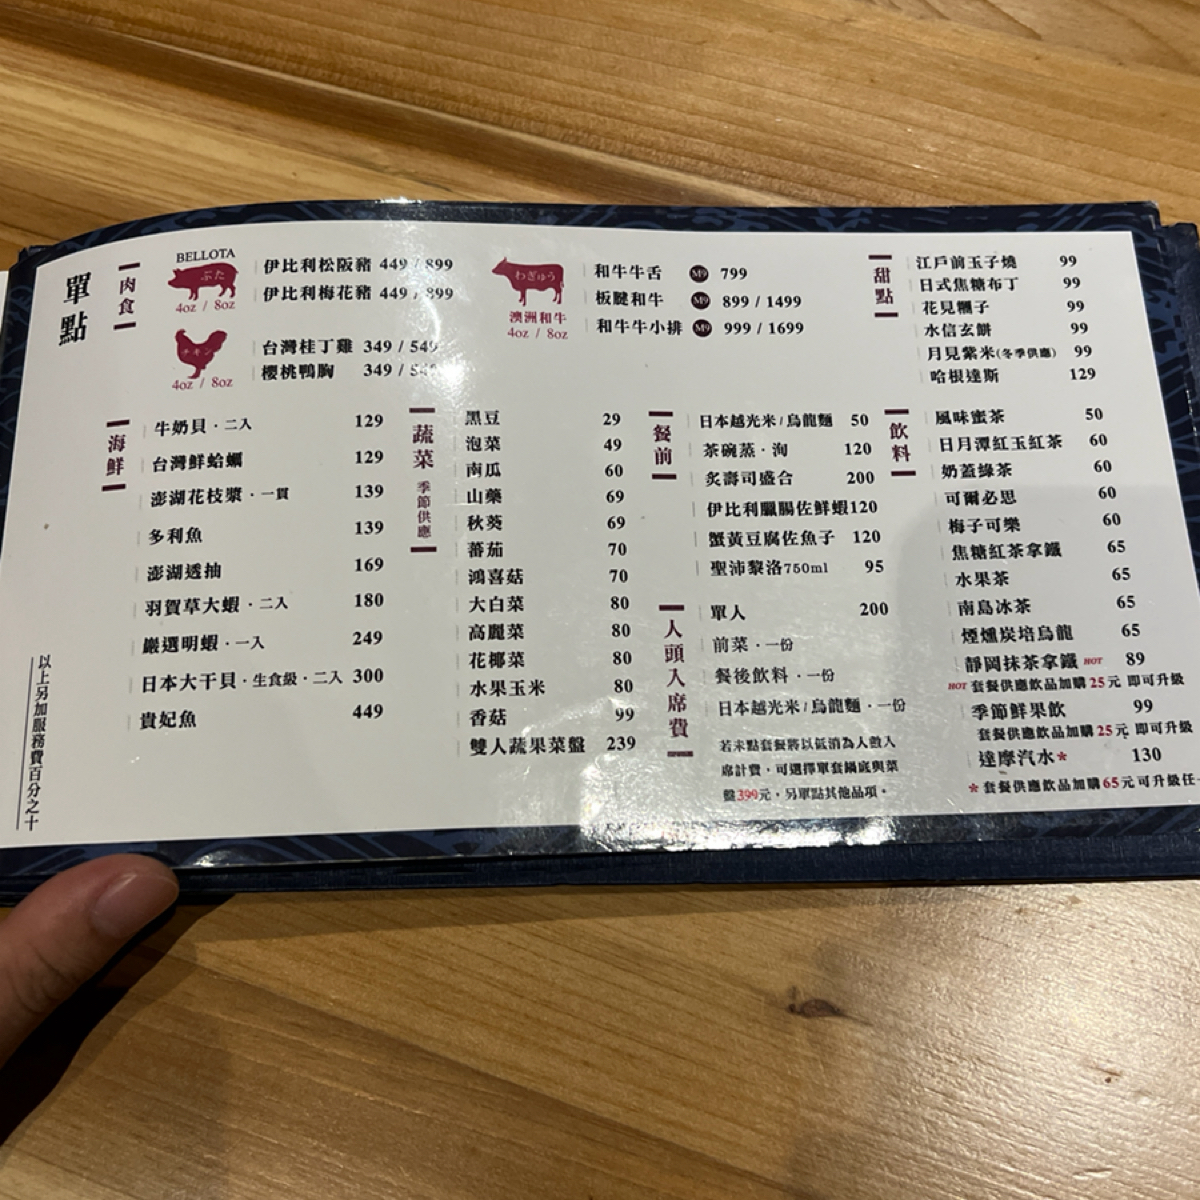 單點
肉食
BELLOTA
ぶた
4oz / 8oz
伊比利松阪豬 449 / 899
伊比利梅花豬 449 / 899
チキン
4oz / 8oz
台灣桂丁雞 349 / 549
櫻桃鴨胸 349 / 549
わぎゅう
澳洲和牛
4oz / 8oz
和牛牛舌 M9 799
板腱和牛 M9 899 / 1499
和牛牛小排 M9 999 / 1699
甜點
江戶前玉子燒 99
日式焦糖布丁 99
花見糰子 99
水信玄餅 99
月見紫米(冬季供應) 99
哈根達斯 129
海鮮
牛奶貝・二入 129
台灣鮮蛤蠣 129
澎湖花枝漿・一貫 139
多利魚 139
澎湖透抽 169
羽賀草大蝦・二入 180
嚴選明蝦・一入 249
日本大干貝・生食級・二入 300
貴妃魚 449
蔬菜 季節供應
黑豆 29
泡菜 49
南瓜 60
山藥 69
秋葵 69
蕃茄 70
鴻喜菇 70
大白菜 80
高麗菜 80
花椰菜 80
水果玉米 80
香菇 99
雙人蔬果菜盤 239
餐前
日本越光米/烏龍麵 50
茶碗蒸・洵 120
炙壽司盛合 200
伊比利臘腸佐鮮蝦 120
蟹黃豆腐佐魚子 120
聖沛黎洛750ml 95
人頭入席費
單人 200
前菜・一份
餐後飲料・一份
日本越光米/烏龍麵・一份
若未點套餐將以低消為人數入
席計費，可選擇單套鍋底與菜
盤399元，另單點其他品項。
飲料
風味蜜茶 50
日月潭紅玉紅茶 60
奶蓋綠茶 60
可爾必思 60
梅子可樂 60
焦糖紅茶拿鐵 65
水果茶 65
南島冰茶 65
煙燻炭培烏龍 65
靜岡抹茶拿鐵 HOT 89
HOT 套餐供應飲品加購25元 即可升級
季節鮮果飲 99
套餐供應飲品加購25元 即可升級
達摩汽水* 130
* 套餐供應飲品加購65元可升級任一
以上另加服務費百分之十